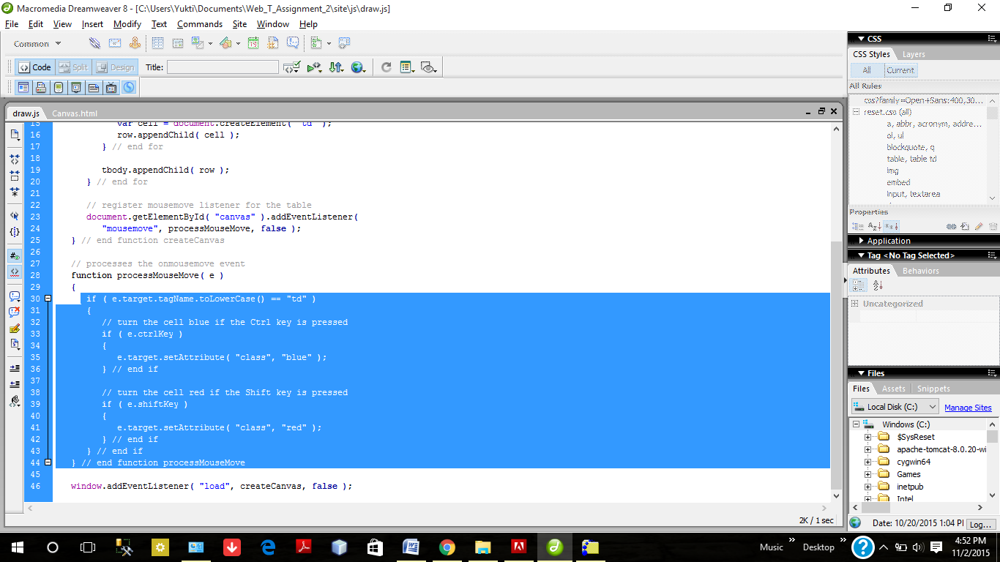 Macromedia Dreamweaver 8 - [C:\Users\Yukti\Documents\Web_T_Assignment_2\site\js\draw.js]
File Edit View Insert Modify Text Commands Site Window Help
Common
Code Split Design Title:
draw.js Canvas.html
15 var cell = document.createElement( "td" );
16 row.appendChild( cell );
17 } // end for
18
19 tbody.appendChild( row );
20 } // end for
21
22 // register mousemove listener for the table
23 document.getElementById( "canvas" ).addEventListener(
24 "mousemove", processMouseMove, false );
25 } // end function createCanvas
26
27 // processes the onmousemove event
28 function processMouseMove( e )
29 {
30 if ( e.target.tagName.toLowerCase() == "td" )
31 {
32 // turn the cell blue if the Ctrl key is pressed
33 if ( e.ctrlKey )
34 {
35 e.target.setAttribute( "class", "blue" );
36 } // end if
37
38 // turn the cell red if the Shift key is pressed
39 if ( e.shiftKey )
40 {
41 e.target.setAttribute( "class", "red" );
42 } // end if
43 } // end if
44 } // end function processMouseMove
45
46 window.addEventListener( "load", createCanvas, false );
2K / 1 sec
CSS
CSS Styles Layers
All Current
All Rules
css?family=Open+Sans:400,30...
reset.css (all)
a, abbr, acronym, addre...
ol, ul
blockquote, q
table, table td
img
embed
input, textarea
Properties
Application
Tag <No Tag Selected>
Attributes Behaviors
Uncategorized
Files
Files Assets Snippets
Local Disk (C:) Manage Sites
Windows (C:)
$SysReset
apache-tomcat-8.0.20-wi
cygwin64
Games
inetpub
Intel
Date: 10/20/2015 1:04 PM Log...
Music Desktop
4:52 PM
11/2/2015